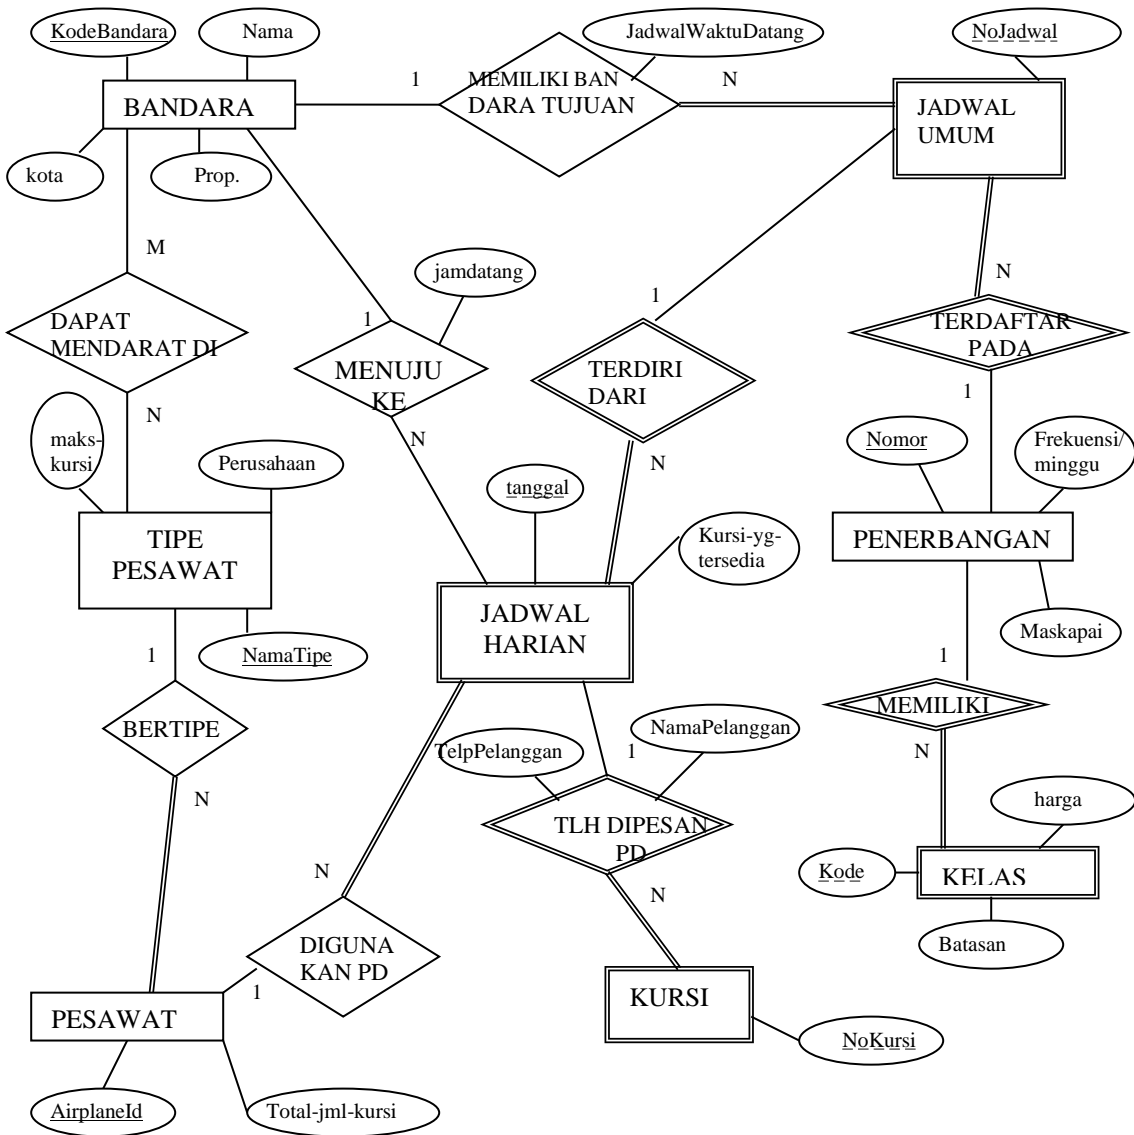 KodeBandara
Nama
JadwalWaktuDatang
NoJadwal
1
MEMILIKI BAN
DARA TUJUAN
N
BANDARA
JADWAL
UMUM
kota
Prop.
M
jamdatang
N
1
1
DAPAT
MENDARAT DI
MENUJU
KE
TERDIRI
DARI
TERDAFTAR
PADA
1
N
N
N
maks-
kursi
Perusahaan
Nomor
Frekuensi/
minggu
tanggal
Kursi-yg-
tersedia
TIPE
PESAWAT
PENERBANGAN
JADWAL
HARIAN
Maskapai
1
NamaTipe
1
BERTIPE
MEMILIKI
TelpPelanggan
NamaPelanggan
1
N
N
harga
TLH DIPESAN
PD
N
Kode
KELAS
N
DIGUNA
KAN PD
Batasan
1
PESAWAT
KURSI
NoKursi
AirplaneId
Total-jml-kursi